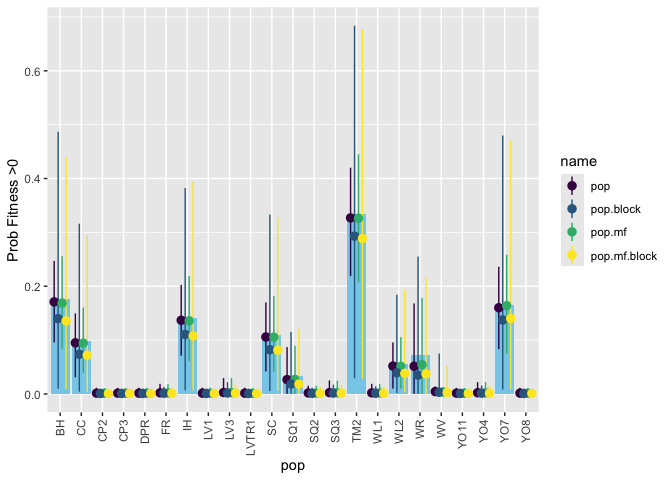 Prob Fitness >0
0.6
0.4
0.2
0.0
BH CC CP2 CP3 DPR FR IH LV1 LV3 LVTR1 SC SQ1 SQ2 SQ3 TM2 WL1 WL2 WR WV YO11 YO4 YO7 YO8
pop
name
pop
pop.block
pop.mf
pop.mf.block